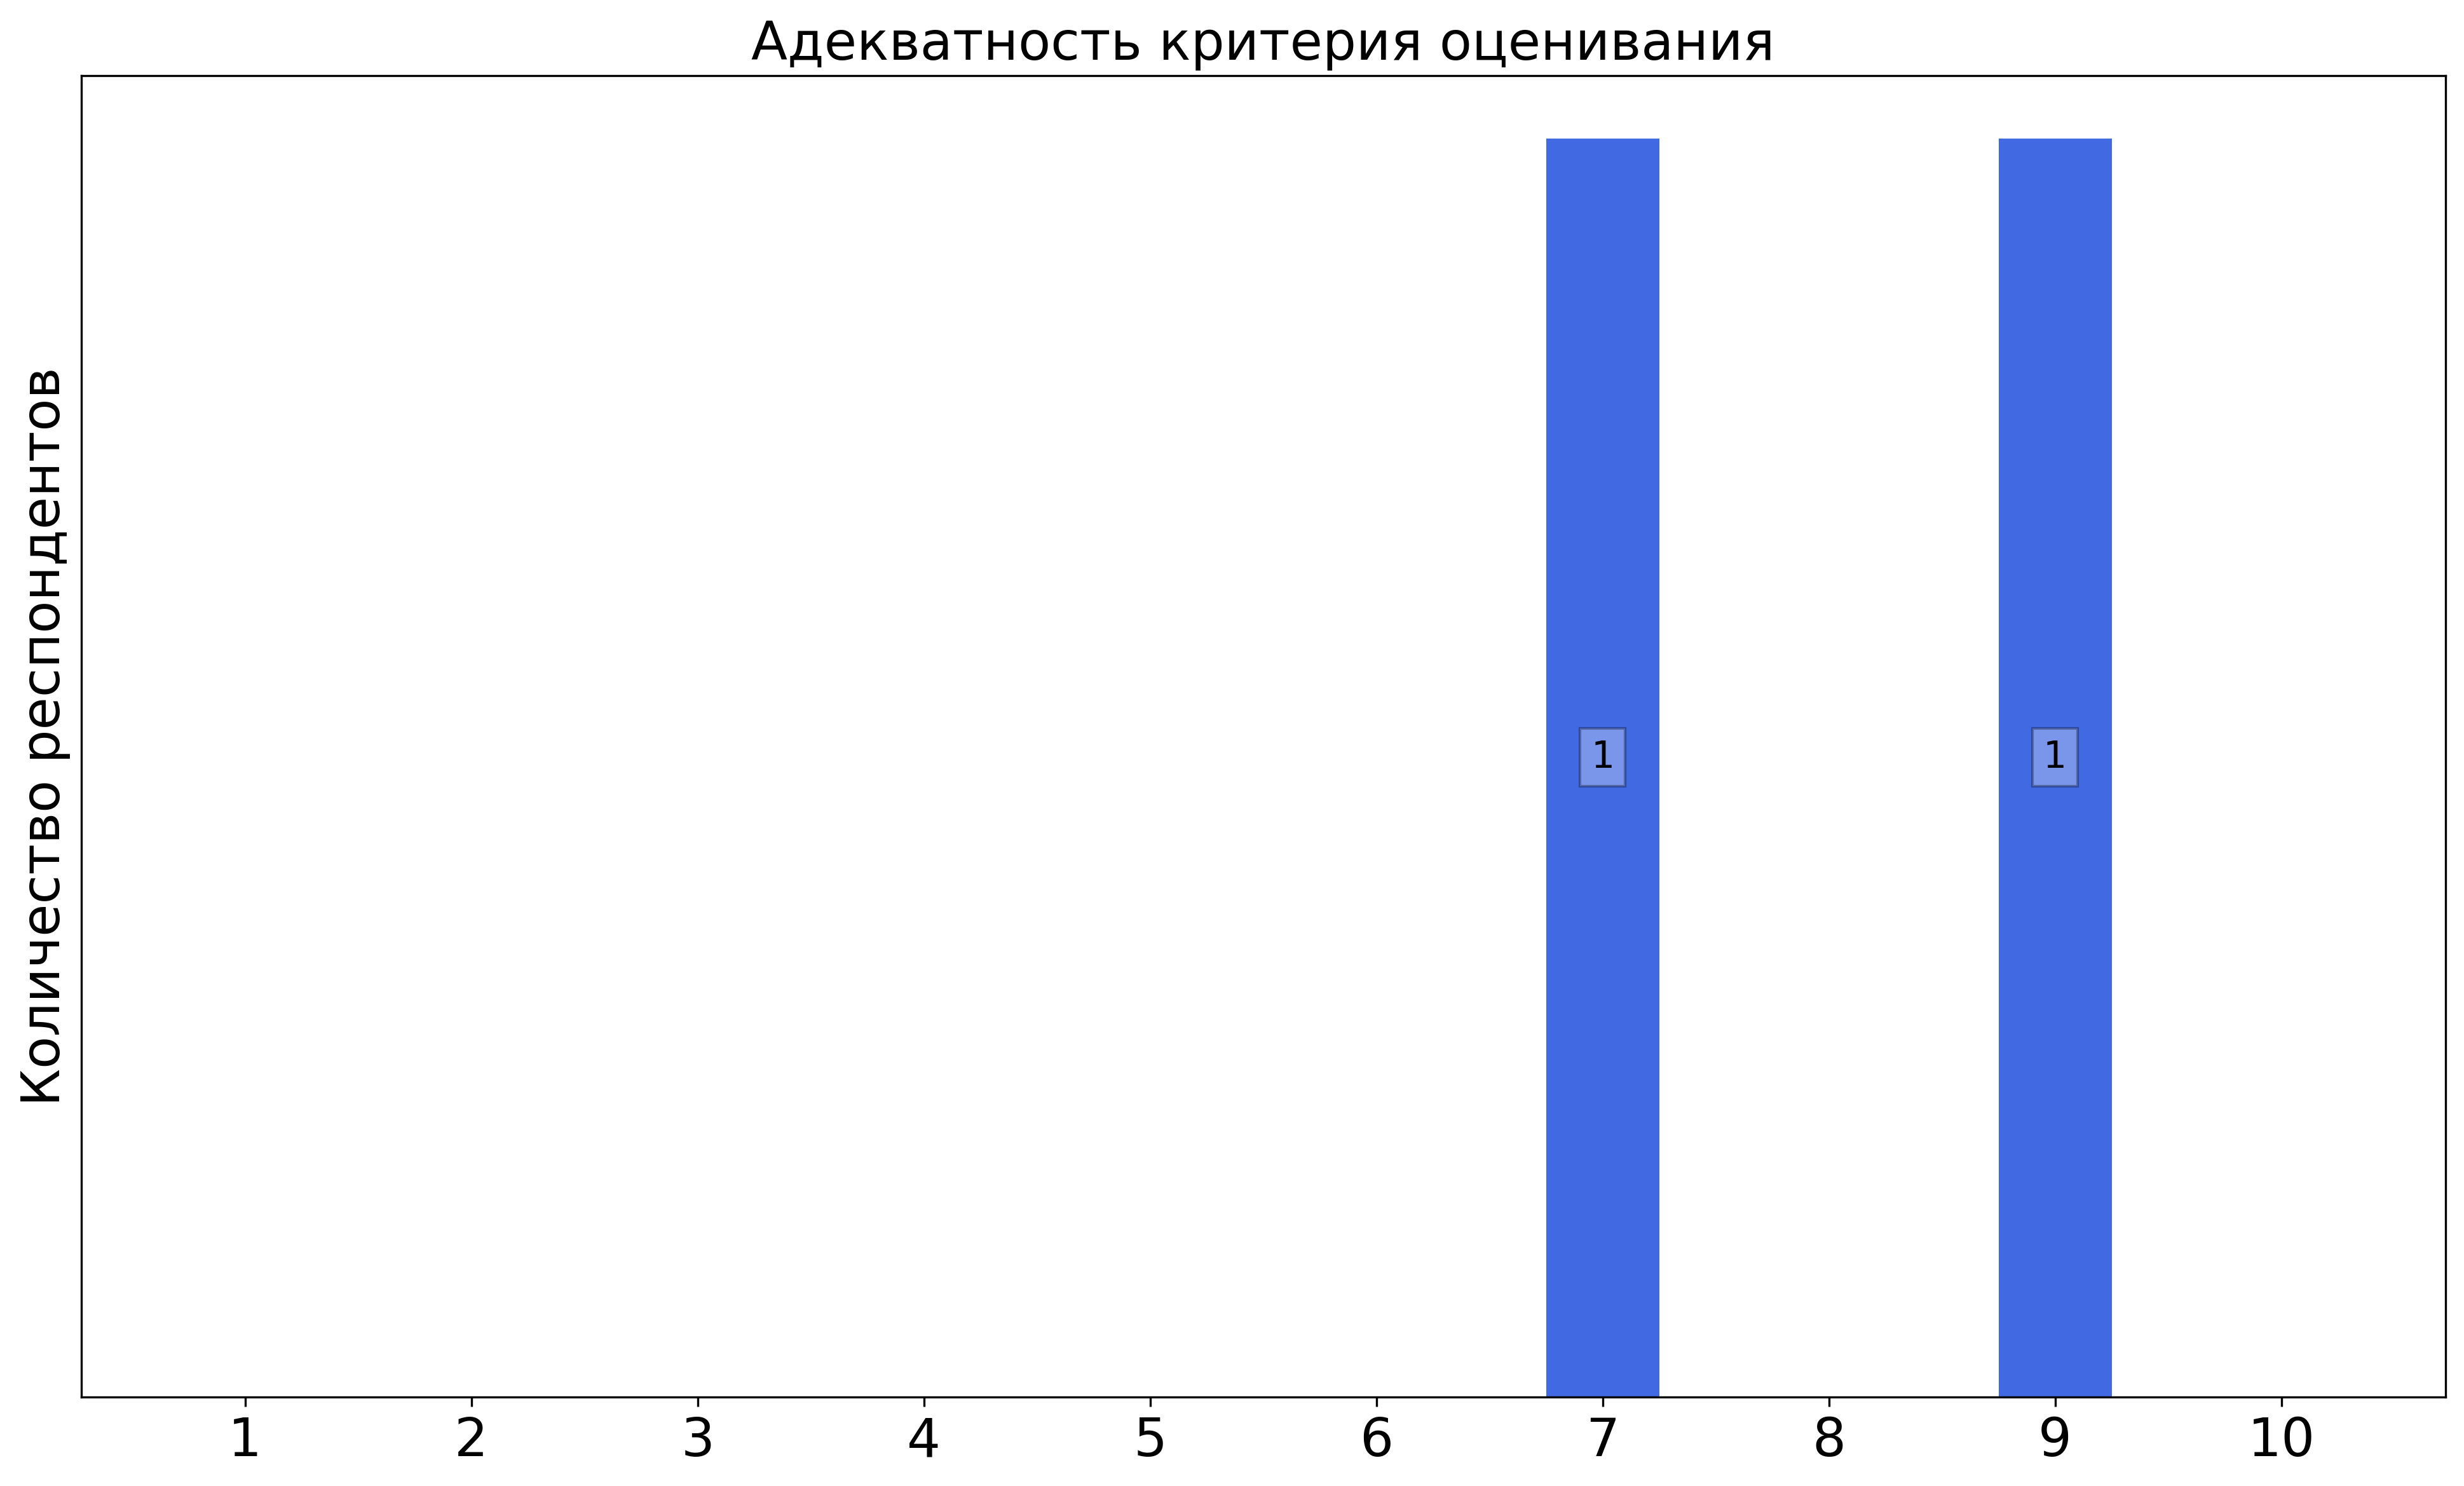 Адекватность критерия оценивания
Количество респондентов
1
1
1 2 3 4 5 6 7 8 9 10